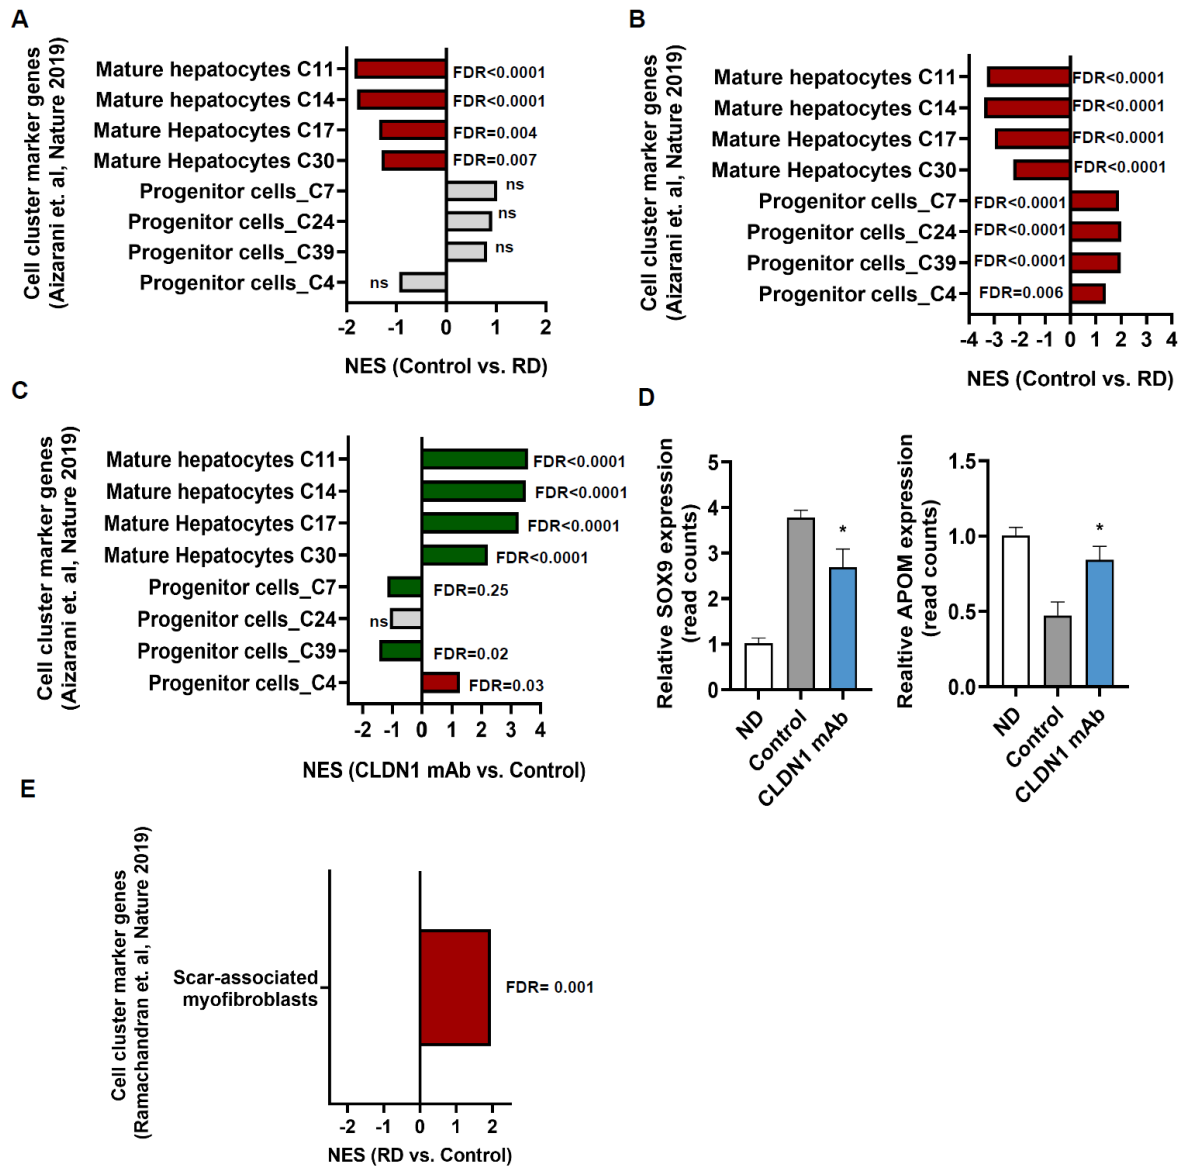 A
Cell cluster marker genes
(Aizarani et. al, Nature 2019)
Mature hepatocytes C11
FDR<0.0001
Mature hepatocytes C14
FDR<0.0001
Mature Hepatocytes C17
FDR=0.004
Mature Hepatocytes C30
FDR=0.007
Progenitor cells_C7
ns
Progenitor cells_C24
ns
Progenitor cells_C39
ns
Progenitor cells_C4
ns
-2 -1 0 1 2
NES (Control vs. RD)
B
Cell cluster marker genes
(Aizarani et. al, Nature 2019)
Mature hepatocytes C11
FDR<0.0001
Mature hepatocytes C14
FDR<0.0001
Mature Hepatocytes C17
FDR<0.0001
Mature Hepatocytes C30
FDR<0.0001
Progenitor cells_C7
FDR<0.0001
Progenitor cells_C24
FDR<0.0001
Progenitor cells_C39
FDR<0.0001
Progenitor cells_C4
FDR=0.006
-4 -3 -2 -1 0 1 2 3 4
NES (Control vs. RD)
C
Cell cluster marker genes
(Aizarani et. al, Nature 2019)
Mature hepatocytes C11
FDR<0.0001
Mature hepatocytes C14
FDR<0.0001
Mature Hepatocytes C17
FDR<0.0001
Mature Hepatocytes C30
FDR<0.0001
Progenitor cells_C7
FDR=0.25
Progenitor cells_C24
ns
Progenitor cells_C39
FDR=0.02
Progenitor cells_C4
FDR=0.03
-2 -1 0 1 2 3 4
NES (CLDN1 mAb vs. Control)
D
Relative SOX9 expression
(read counts)
5
4
3
2
1
0
*
ND
Control
CLDN1 mAb
Realtive APOM expression
(read counts)
1.5
1.0
0.5
0.0
*
ND
Control
CLDN1 mAb
E
Cell cluster marker genes
(Ramachandran et. al, Nature 2019)
Scar-associated
myofibroblasts
FDR= 0.001
-2 -1 0 1 2
NES (RD vs. Control)